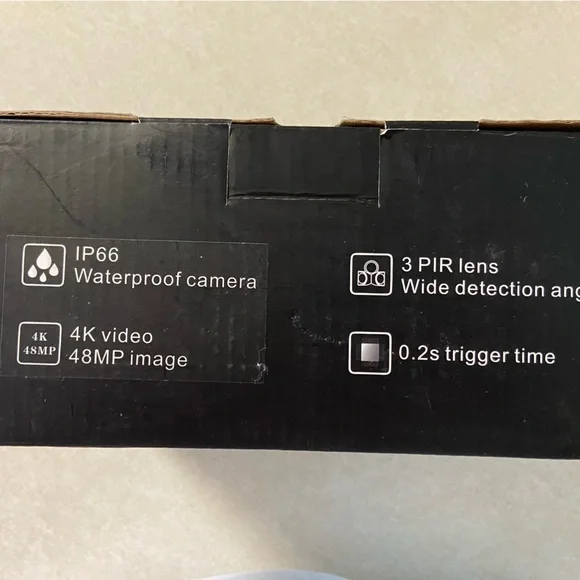 IP66
Waterproof camera
4K
48MP
4K video
48MP image
3 PIR lens
Wide detection
0.2s trigger time